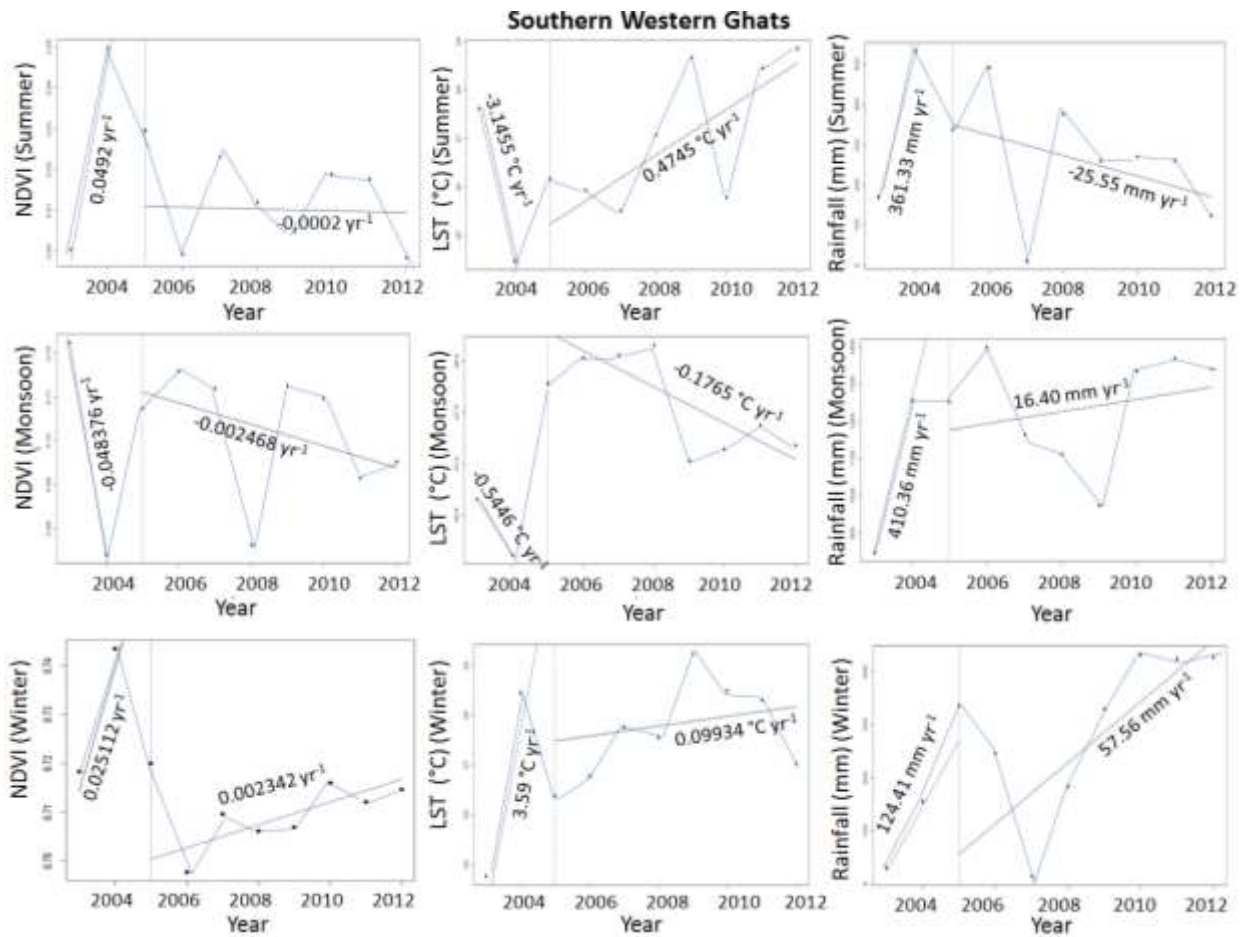 Southern Western Ghats
NDVI (Summer)
0.0492 yr-1
-0,0002 yr-1
2004 2006 2008 2010 2012
Year
LST (°C) (Summer)
-3.1455 °C yr-1
0.4745 °C yr-1
2004 2006 2008 2010 2012
Year
Rainfall (mm) (Summer)
361.33 mm yr-1
-25.55 mm yr-1
2004 2006 2008 2010 2012
Year
NDVI (Monsoon)
-0.048376 yr-1
-0.002468 yr-1
2004 2006 2008 2010 2012
Year
LST (°C) (Monsoon)
-0.5446 °C yr-1
-0.1765 °C yr-1
2004 2006 2008 2010 2012
Year
Rainfall (mm) (Monsoon)
410.36 mm yr-1
16.40 mm yr-1
2004 2006 2008 2010 2012
Year
NDVI (Winter)
0.74
0.72
0.71
0.025112 yr-1
0.002342 yr-1
2004 2006 2008 2010 2012
Year
LST (°C) (Winter)
3.59 °C yr-1
0.09934 °C yr-1
2004 2006 2008 2010 2012
Year
Rainfall (mm) (Winter)
124.41 mm yr-1
57.56 mm yr-1
2004 2006 2008 2010 2012
Year